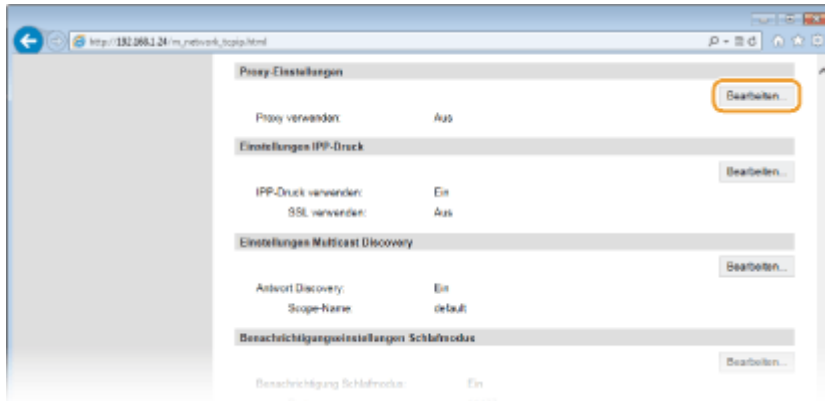 http://192.168.1.24/m_network_tcpip.html
Proxy-Einstellungen
Bearbeiten...
Proxy verwenden: Aus
Einstellungen IPP-Druck
Bearbeiten...
IPP-Druck verwenden: Ein
SSL verwenden: Aus
Einstellungen Multicast Discovery
Bearbeiten...
Antwort Discovery: Ein
Scope-Name: default
Benachrichtigungseinstellungen Schlafmodus
Bearbeiten...
Benachrichtigung Schlafmodus: Ein